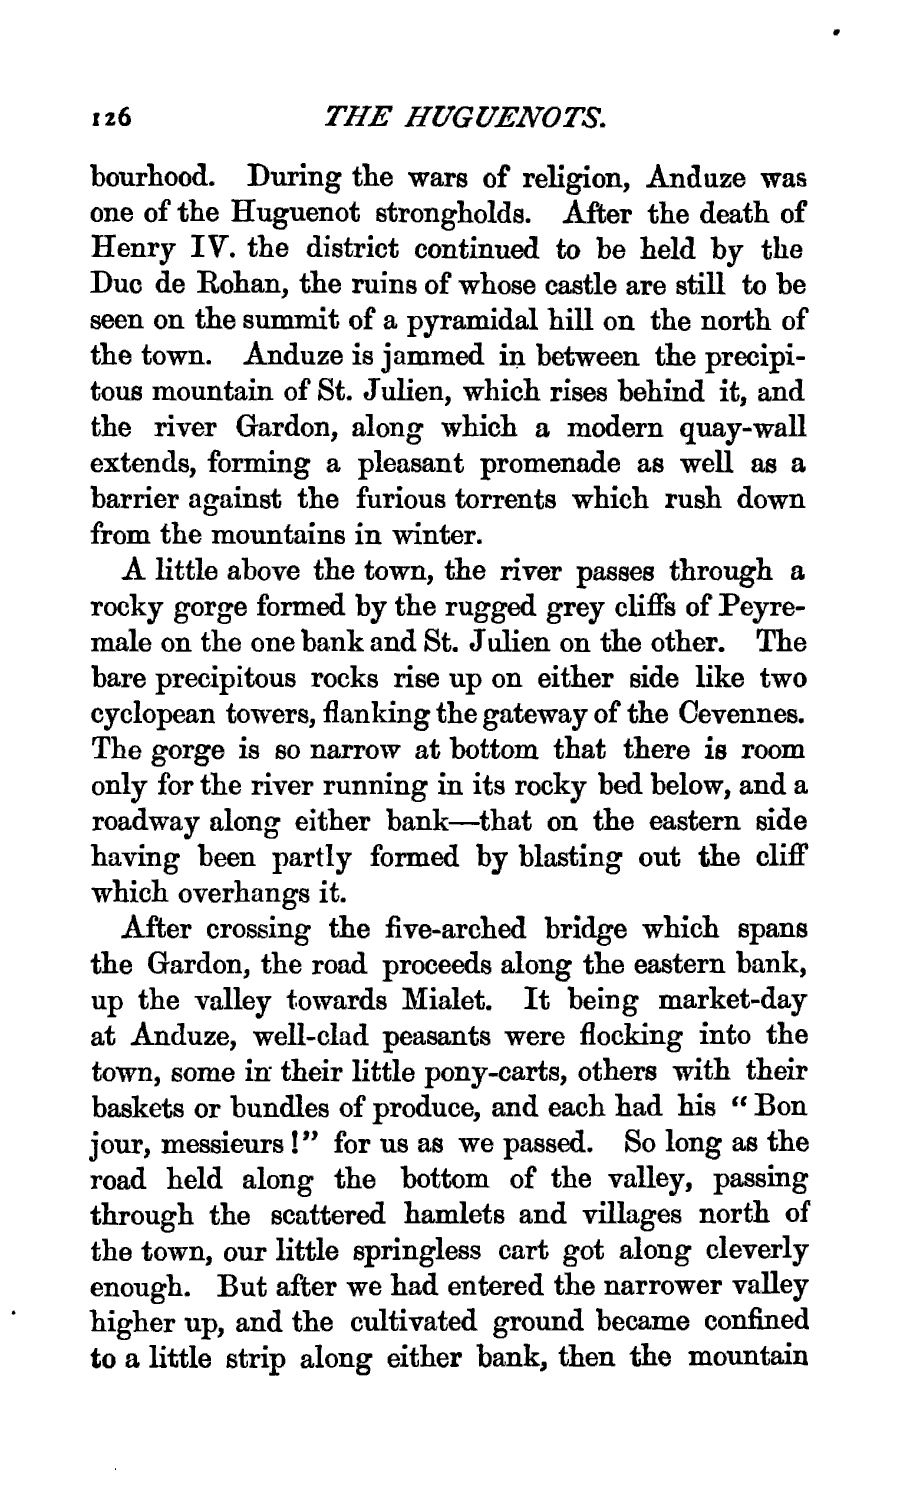 126 THE HUGUENOTS.
bourhood. During the wars of religion, Anduze was
one of the Huguenot strongholds. After the death of
Henry IV. the district continued to be held by the
Duc de Rohan, the ruins of whose castle are still to be
seen on the summit of a pyramidal hill on the north of
the town. Anduze is jammed in between the precipi-
tous mountain of St. Julien, which rises behind it, and
the river Gardon, along which a modern quay-wall
extends, forming a pleasant promenade as well as a
barrier against the furious torrents which rush down
from the mountains in winter.
A little above the town, the river passes through a
rocky gorge formed by the rugged grey cliffs of Peyre-
male on the one bank and St. Julien on the other. The
bare precipitous rocks rise up on either side like two
cyclopean towers, flanking the gateway of the Cevennes.
The gorge is so narrow at bottom that there is room
only for the river running in its rocky bed below, and a
roadway along either bank—that on the eastern side
having been partly formed by blasting out the cliff
which overhangs it.
After crossing the five-arched bridge which spans
the Gardon, the road proceeds along the eastern bank,
up the valley towards Mialet. It being market-day
at Anduze, well-clad peasants were flocking into the
town, some in their little pony-carts, others with their
baskets or bundles of produce, and each had his “ Bon
jour, messieurs !” for us as we passed. So long as the
road held along the bottom of the valley, passing
through the scattered hamlets and villages north of
the town, our little springless cart got along cleverly
enough. But after we had entered the narrower valley
higher up, and the cultivated ground became confined
to a little strip along either bank, then the mountain